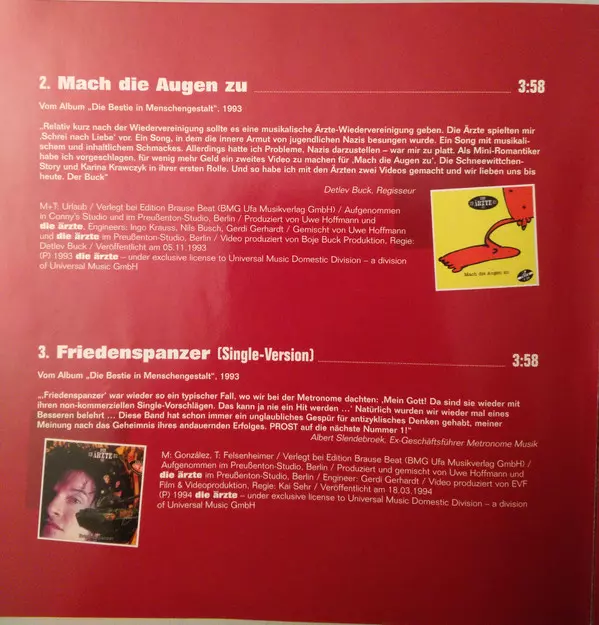 2. Mach die Augen zu 3:58
Vom Album „Die Bestie in Menschengestalt“, 1993
„Relativ kurz nach der Wiedervereinigung sollte es eine musikalische Ärzte-Wiedervereinigung geben. Die Ärzte spielten mir
‚Schrei nach Liebe‘ vor. Ein Song, in dem die innere Armut von jugendlichen Nazis besungen wurde. Ein Song mit musikali-
schem und inhaltlichem Schmackes. Allerdings hatte ich Probleme, Nazis darzustellen – war mir zu platt. Als Mini-Romantiker
habe ich vorgeschlagen, für wenig mehr Geld ein zweites Video zu machen für ‚Mach die Augen zu‘. Die Schneewittchen-
Story und Karina Krawczyk in ihrer ersten Rolle. Und so habe ich mit den Ärzten zwei Videos gemacht und wir lieben uns bis
heute. Der Buck“
Detlev Buck, Regisseur
M+T: Urlaub / Verlegt bei Edition Brause Beat (BMG Ufa Musikverlag GmbH) / Aufgenommen
in Conny's Studio und im Preußenton-Studio, Berlin / Produziert von Uwe Hoffmann und
die ärzte, Engineers: Ingo Krauss, Nils Busch, Gerdi Gerhardt / Gemischt von Uwe Hoffmann
und die ärzte im Preußenton-Studio, Berlin / Video produziert von Boje Buck Produktion, Regie:
Detlev Buck / Veröffentlicht am 05.11.1993
(P) 1993 die ärzte – under exclusive license to Universal Music Domestic Division – a division
of Universal Music GmbH
DIE ÄRZTE
Mach die Augen zu
3. Friedenspanzer (Single-Version) 3:58
Vom Album „Die Bestie in Menschengestalt“, 1993
„‚Friedenspanzer‘ war wieder so ein typischer Fall, wo wir bei der Metronome dachten: ‚Mein Gott! Da sind sie wieder mit
ihren non-kommerziellen Single-Vorschlägen. Das kann ja nie ein Hit werden …‘ Natürlich wurden wir wieder mal eines
Besseren belehrt … Diese Band hat schon immer ein unglaubliches Gespür für antizyklisches Denken gehabt, meiner
Meinung nach das Geheimnis ihres andauernden Erfolges. PROST auf die nächste Nummer 1!“
Albert Slendebroek, Ex-Geschäftsführer Metronome Musik
M: González, T: Felsenheimer / Verlegt bei Edition Brause Beat (BMG Ufa Musikverlag GmbH) /
Aufgenommen im Preußenton-Studio, Berlin / Produziert und gemischt von Uwe Hoffmann und
die ärzte im Preußenton-Studio, Berlin / Engineer: Gerdi Gerhardt / Video produziert von EVF
Film & Videoproduktion, Regie: Kai Sehr / Veröffentlicht am 18.03.1994
(P) 1994 die ärzte – under exclusive license to Universal Music Domestic Division – a division
of Universal Music GmbH
DIE ÄRZTE